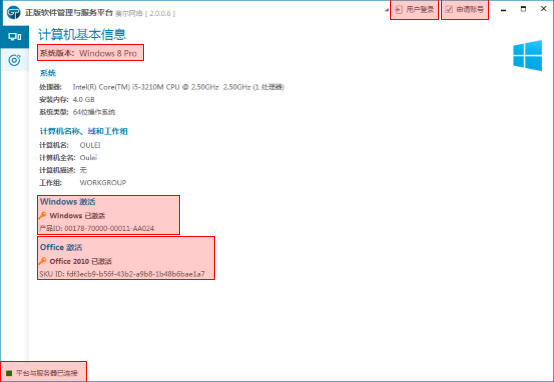 正版软件管理与服务平台 赛尔网络 [ 2.0.0.6 ] 用户登录 申请账号
计算机基本信息
系统版本: Windows 8 Pro
系统
处理器: Intel(R) Core(TM) i5-3210M CPU @ 2.50GHz 2.50GHz (1 处理器)
安装内存: 4.0 GB
系统类型: 64位操作系统
计算机名称、域和工作组
计算机名: OULEI
计算机全名: Oulei
计算机描述: 无
工作组: WORKGROUP
Windows 激活
Windows 已激活
产品ID: 00178-70000-00011-AA024
Office 激活
Office 2010 已激活
SKU ID: fdf3ecb9-b56f-43b2-a9b8-1b48b6bae1a7
平台与服务器已连接